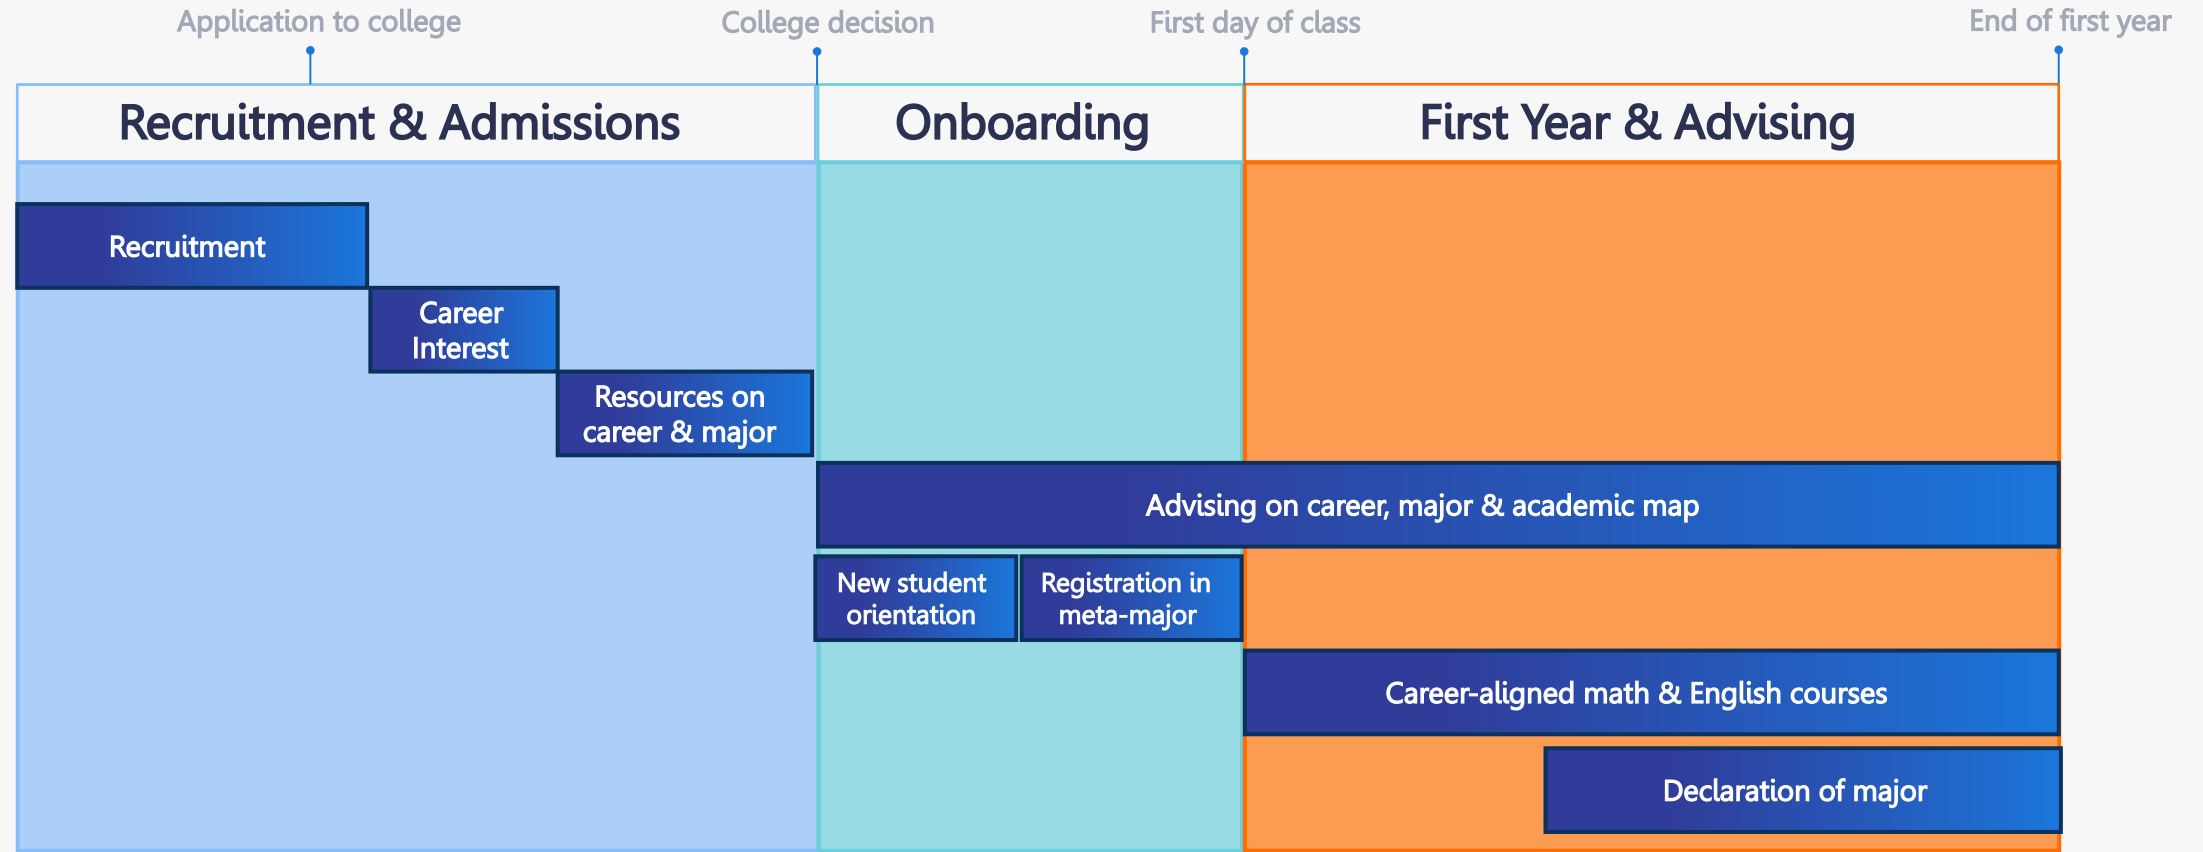 Application to college
College decision
First day of class
End of first year
Recruitment & Admissions
Onboarding
First Year & Advising
Recruitment
Career
Interest
Resources on
career & major
Advising on career, major & academic map
New student
orientation
Registration in
meta-major
Career-aligned math & English courses
Declaration of major